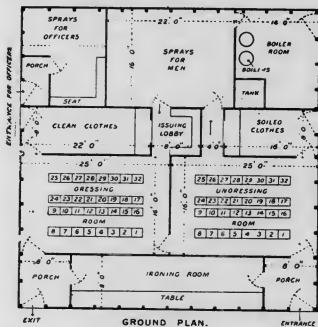 SPRAYS
FOR
OFFICERS
22'0"
16'0"
SPRAYS
FOR
MEN
16'0"
BOILER
ROOM
BOILERS
TANK
PORCH
SEAT
ENTRANCE FOR OFFICERS
CLEAN CLOTHES
22'0"
ISSUING
LOBBY
SOILED
CLOTHES
16'0"
25'0"
25'0"
25 26 27 28 29 30 31 32
DRESSING
24 23 22 21 20 19 18 17
9 10 11 12 13 14 15 16
ROOM
8 7 6 5 4 3 2 1
16'0"
25 26 27 28 29 30 31 32
UNDRESSING
24 23 22 21 20 19 18 17
9 10 11 12 13 14 15 16
ROOM
8 7 6 5 4 3 2 1
16'0"
8'0"
PORCH
IRONING ROOM
TABLE
8'0"
PORCH
EXIT
GROUND PLAN.
ENTRANCE